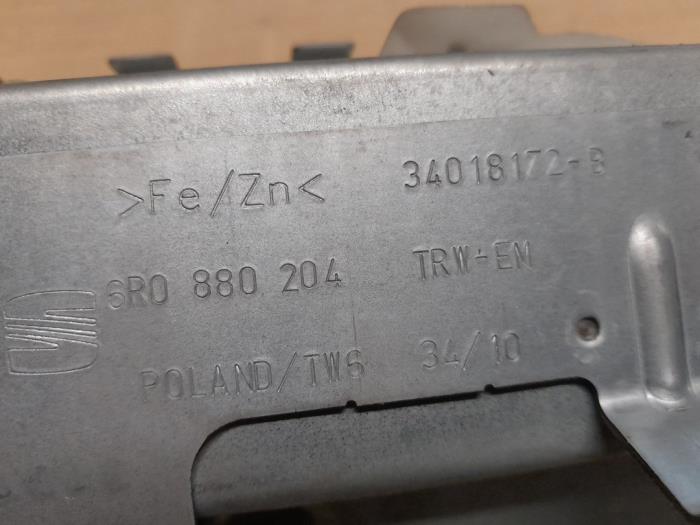 >Fe/Zn< 34018172-B
6R0 880 204 TRW-EM
POLAND/TW6 34/10